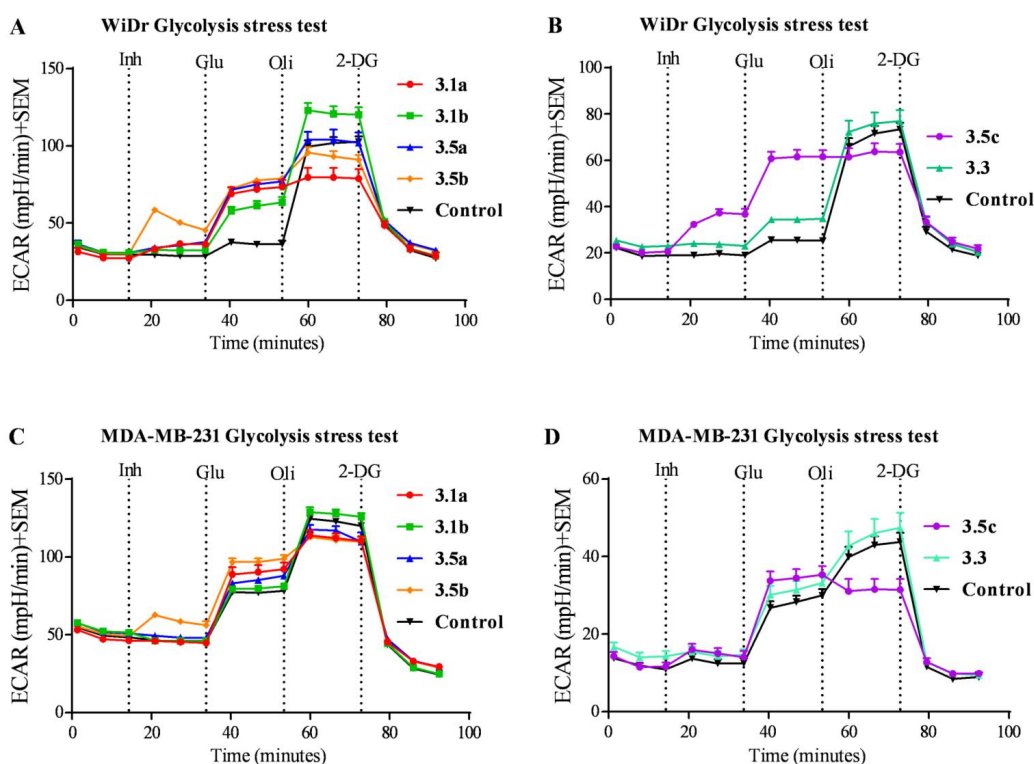 A WiDr Glycolysis stress test
Inh Glu Oli 2-DG
150
100
50
0
0 20 40 60 80 100
ECAR (mpH/min)+SEM
Time (minutes)
3.1a
3.1b
3.5a
3.5b
Control
B WiDr Glycolysis stress test
Inh Glu Oli 2-DG
100
80
60
40
20
0
0 20 40 60 80 100
ECAR (mpH/min)+SEM
Time (minutes)
3.5c
3.3
Control
C MDA-MB-231 Glycolysis stress test
Inh Glu Oli 2-DG
150
100
50
0
0 20 40 60 80 100
ECAR (mpH/min)+SEM
Time (minutes)
3.1a
3.1b
3.5a
3.5b
Control
D MDA-MB-231 Glycolysis stress test
Inh Glu Oli 2-DG
60
40
20
0
0 20 40 60 80 100
ECAR (mpH/min)+SEM
Time (minutes)
3.5c
3.3
Control